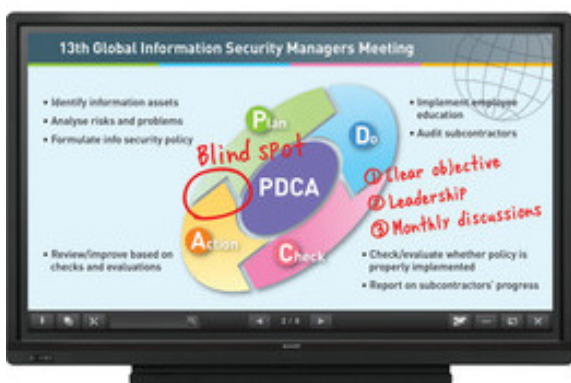 13th Global Information Security Managers Meeting
• Identify information assets
• Analyse risks and problems
• Formulate info security policy
• Implement employee
education
• Audit subcontractors
Plan
Do
Blind spot
PDCA
① Clear objective
② Leadership
③ Monthly discussions
Action
Check
• Review/improve based on
checks and evaluations
• Check/evaluate whether policy is
properly implemented
• Report on subcontractors' progress
SHARP